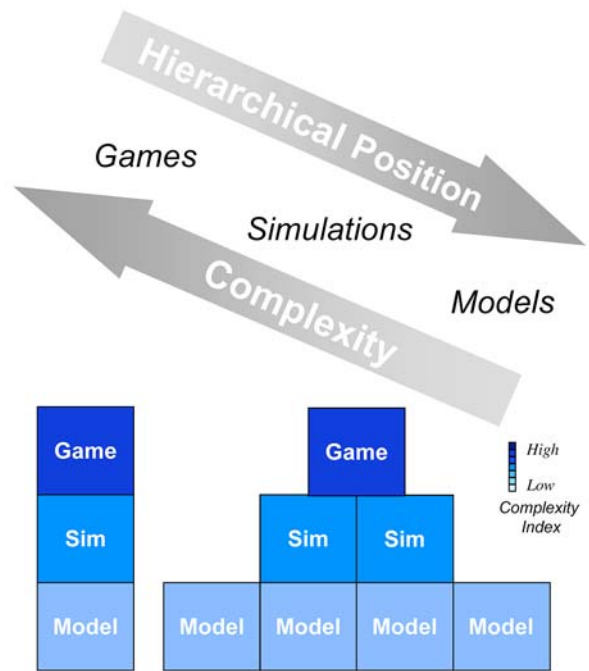 Hierarchical Position
Games
Simulations
Complexity
Models
Game
Game
High
Low
Complexity
Index
Sim
Sim
Sim
Model
Model
Model
Model
Model